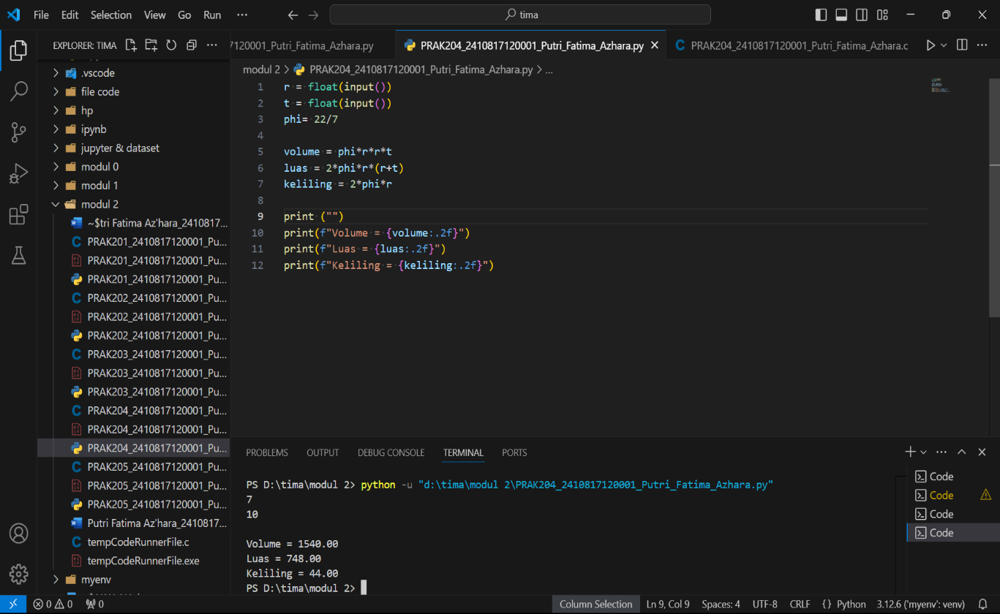 File Edit Selection View Go Run ··· tima
EXPLORER: TIMA
7120001_Putri_Fatima_Azhara.py PRAK204_2410817120001_Putri_Fatima_Azhara.py PRAK204_2410817120001_Putri_Fatima_Azhara.c
modul 2 > PRAK204_2410817120001_Putri_Fatima_Azhara.py > ...
.vscode
file code
hp
ipynb
jupyter & dataset
modul 0
modul 1
modul 2
~$tri Fatima Az'hara_2410817...
PRAK201_2410817120001_Pu...
PRAK201_2410817120001_Pu...
PRAK201_2410817120001_Pu...
PRAK202_2410817120001_Pu...
PRAK202_2410817120001_Pu...
PRAK202_2410817120001_Pu...
PRAK203_2410817120001_Pu...
PRAK203_2410817120001_Pu...
PRAK203_2410817120001_Pu...
PRAK204_2410817120001_Pu...
PRAK204_2410817120001_Pu...
PRAK204_2410817120001_Pu...
PRAK205_2410817120001_Pu...
PRAK205_2410817120001_Pu...
PRAK205_2410817120001_Pu...
Putri Fatima Az'hara_2410817...
tempCodeRunnerFile.c
tempCodeRunnerFile.exe
myenv
1 r = float(input())
2 t = float(input())
3 phi= 22/7
4
5 volume = phi*r*r*t
6 luas = 2*phi*r*(r+t)
7 keliling = 2*phi*r
8
9 print ("")
10 print(f"Volume = {volume:.2f}")
11 print(f"Luas = {luas:.2f}")
12 print(f"Keliling = {keliling:.2f}")
PROBLEMS OUTPUT DEBUG CONSOLE TERMINAL PORTS
PS D:\tima\modul 2> python -u "d:\tima\modul 2\PRAK204_2410817120001_Putri_Fatima_Azhara.py"
7
10
Volume = 1540.00
Luas = 748.00
Keliling = 44.00
PS D:\tima\modul 2>
Code
Code
Code
Code
0 0 0 Column Selection Ln 9, Col 9 Spaces: 4 UTF-8 CRLF {} Python 3.12.6 ('myenv': venv)